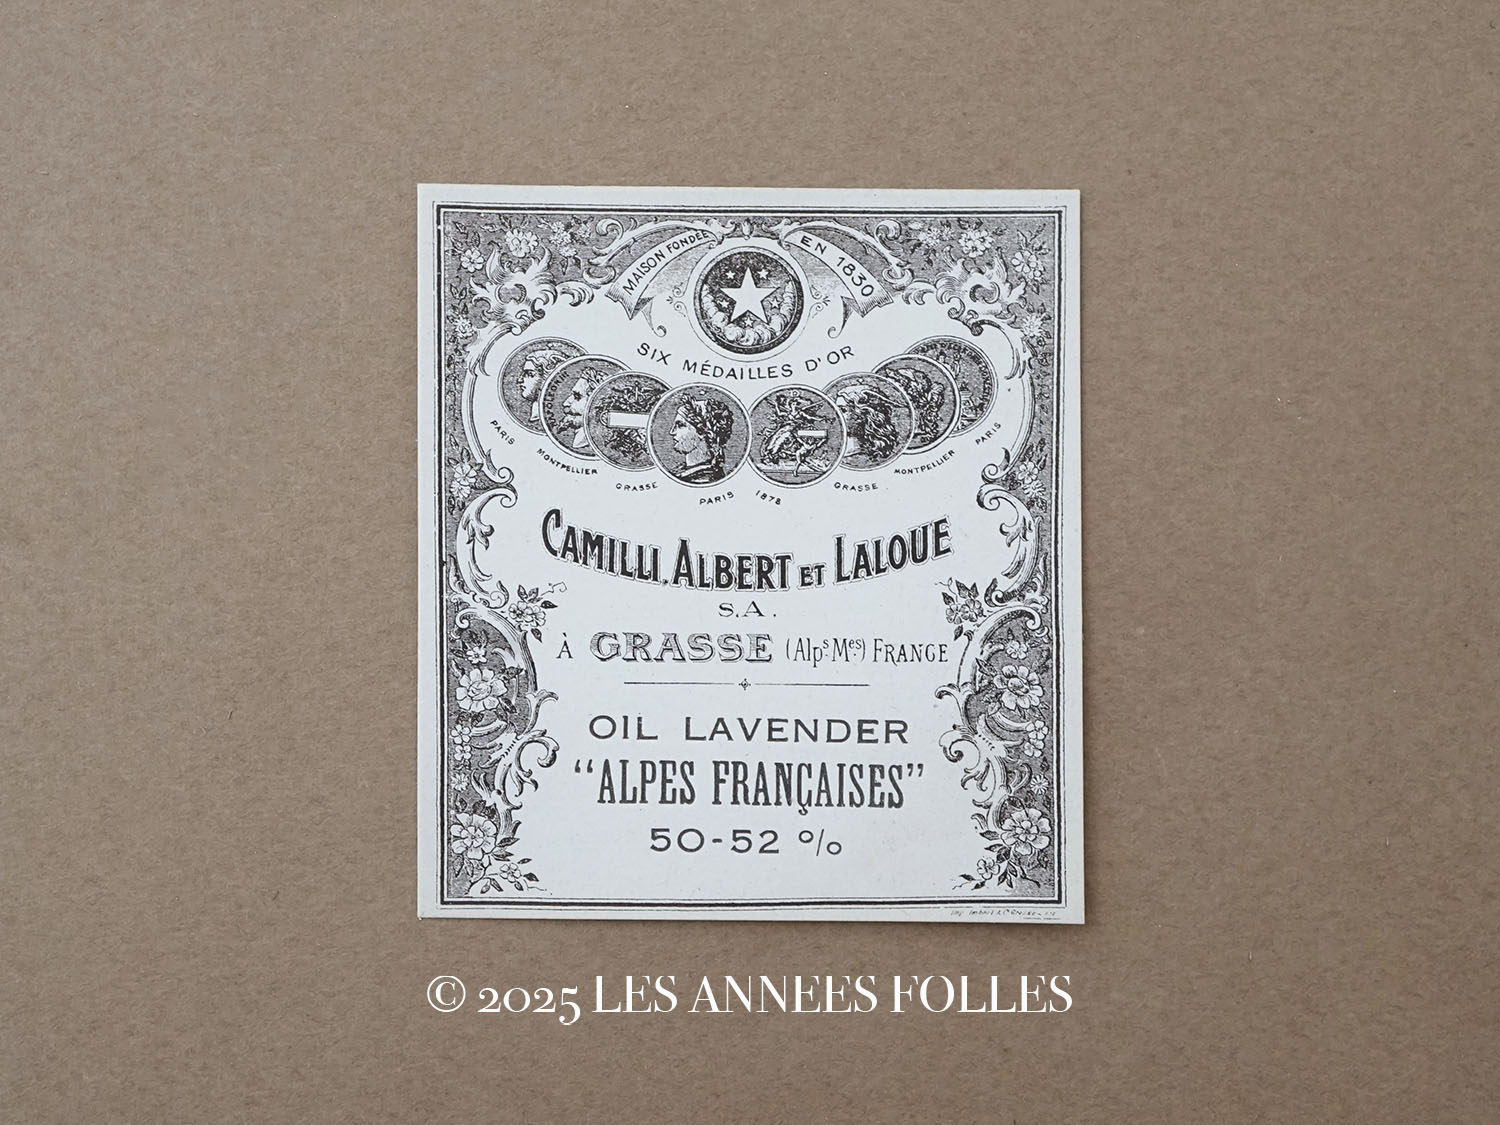 MAISON FONDÉE EN 1830
SIX MÉDAILLES D'OR
PARIS MONTPELLIER GRASSE PARIS 1878 GRASSE MONTPELLIER PARIS
CAMILLI, ALBERT ET LALOUE
S.A.
À GRASSE (Alpˢ Mᵉˢ) FRANCE
OIL LAVENDER
“ALPES FRANÇAISES”
50-52 %
© 2025 LES ANNEES FOLLES